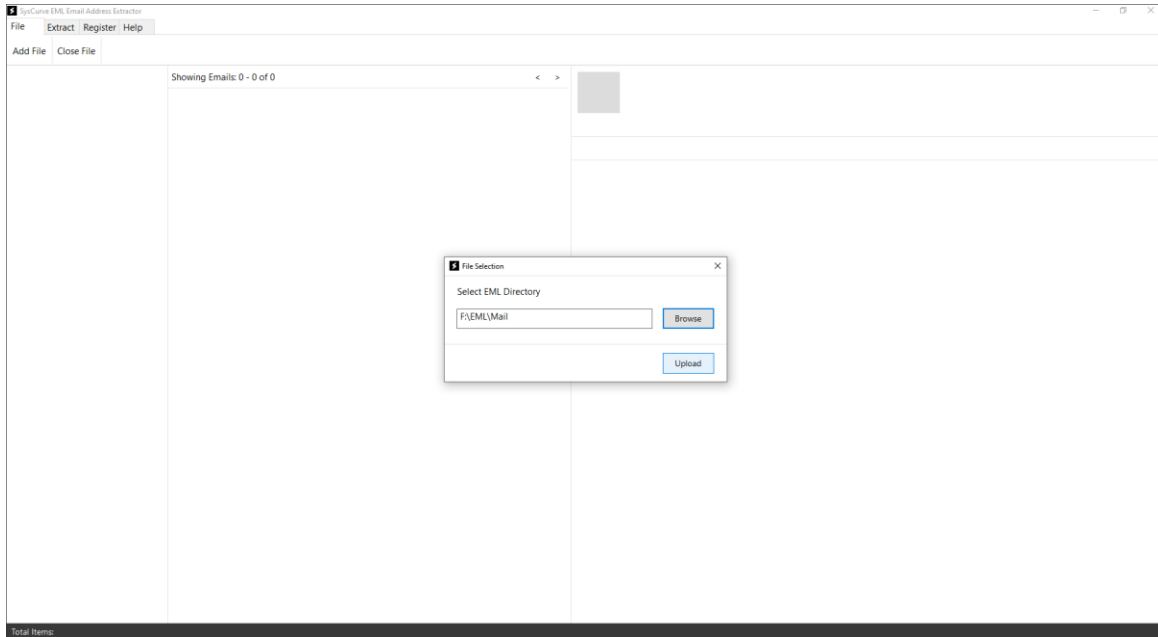 SysCurve EML Email Address Extractor
File Extract Register Help
Add File Close File
Showing Emails: 0 - 0 of 0 < >
File Selection
Select EML Directory
F:\EML\Mail Browse
Upload
Total Items: